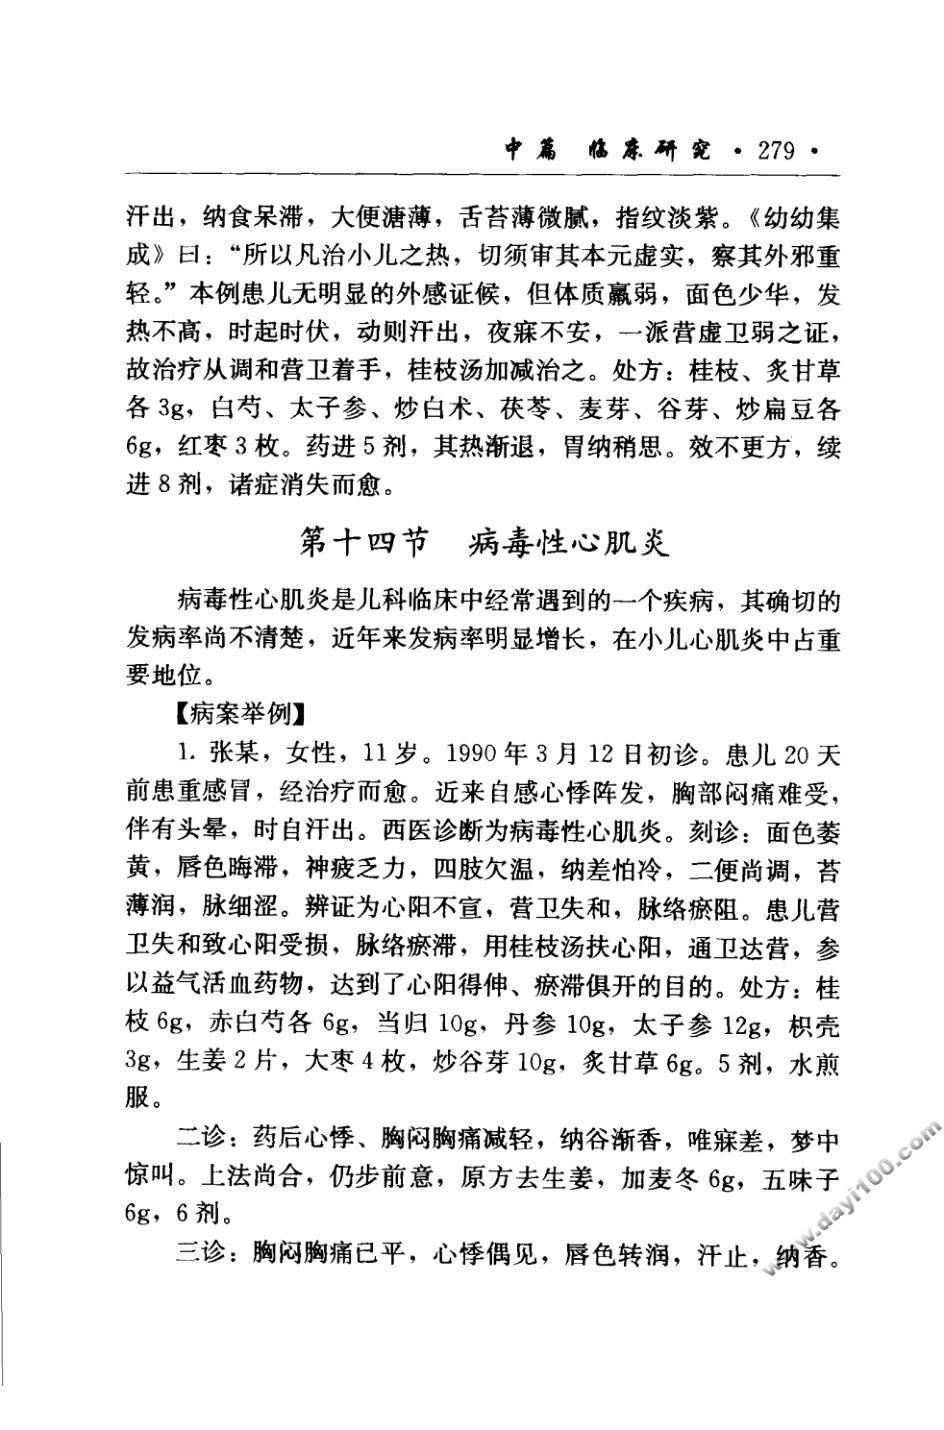 中篇　临床研究 · 279 ·
汗出，纳食呆滞，大便溏薄，舌苔薄微腻，指纹淡紫。《幼幼集
成》曰：“所以凡治小儿之热，切须审其本元虚实，察其外邪重
轻。”本例患儿无明显的外感证候，但体质羸弱，面色少华，发
热不高，时起时伏，动则汗出，夜寐不安，一派营虚卫弱之证，
故治疗从调和营卫着手，桂枝汤加减治之。处方：桂枝、炙甘草
各 3g，白芍、太子参、炒白术、茯苓、麦芽、谷芽、炒扁豆各
6g，红枣 3 枚。药进 5 剂，其热渐退，胃纳稍思。效不更方，续
进 8 剂，诸症消失而愈。
第十四节　病毒性心肌炎
病毒性心肌炎是儿科临床中经常遇到的一个疾病，其确切的
发病率尚不清楚，近年来发病率明显增长，在小儿心肌炎中占重
要地位。
【病案举例】
1. 张某，女性，11 岁。1990 年 3 月 12 日初诊。患儿 20 天
前患重感冒，经治疗而愈。近来自感心悸阵发，胸部闷痛难受，
伴有头晕，时自汗出。西医诊断为病毒性心肌炎。刻诊：面色萎
黄，唇色晦滞，神疲乏力，四肢欠温，纳差怕冷，二便尚调，苔
薄润，脉细涩。辨证为心阳不宣，营卫失和，脉络瘀阻。患儿营
卫失和致心阳受损，脉络瘀滞，用桂枝汤扶心阳，通卫达营，参
以益气活血药物，达到了心阳得伸、瘀滞俱开的目的。处方：桂
枝 6g，赤白芍各 6g，当归 10g，丹参 10g，太子参 12g，枳壳
3g，生姜 2 片，大枣 4 枚，炒谷芽 10g，炙甘草 6g。5 剂，水煎
服。
二诊：药后心悸、胸闷胸痛减轻，纳谷渐香，唯寐差，梦中
惊叫。上法尚合，仍步前意，原方去生姜，加麦冬 6g，五味子
6g，6 剂。
三诊：胸闷胸痛已平，心悸偶见，唇色转润，汗止，纳香。
www.dayi100.com